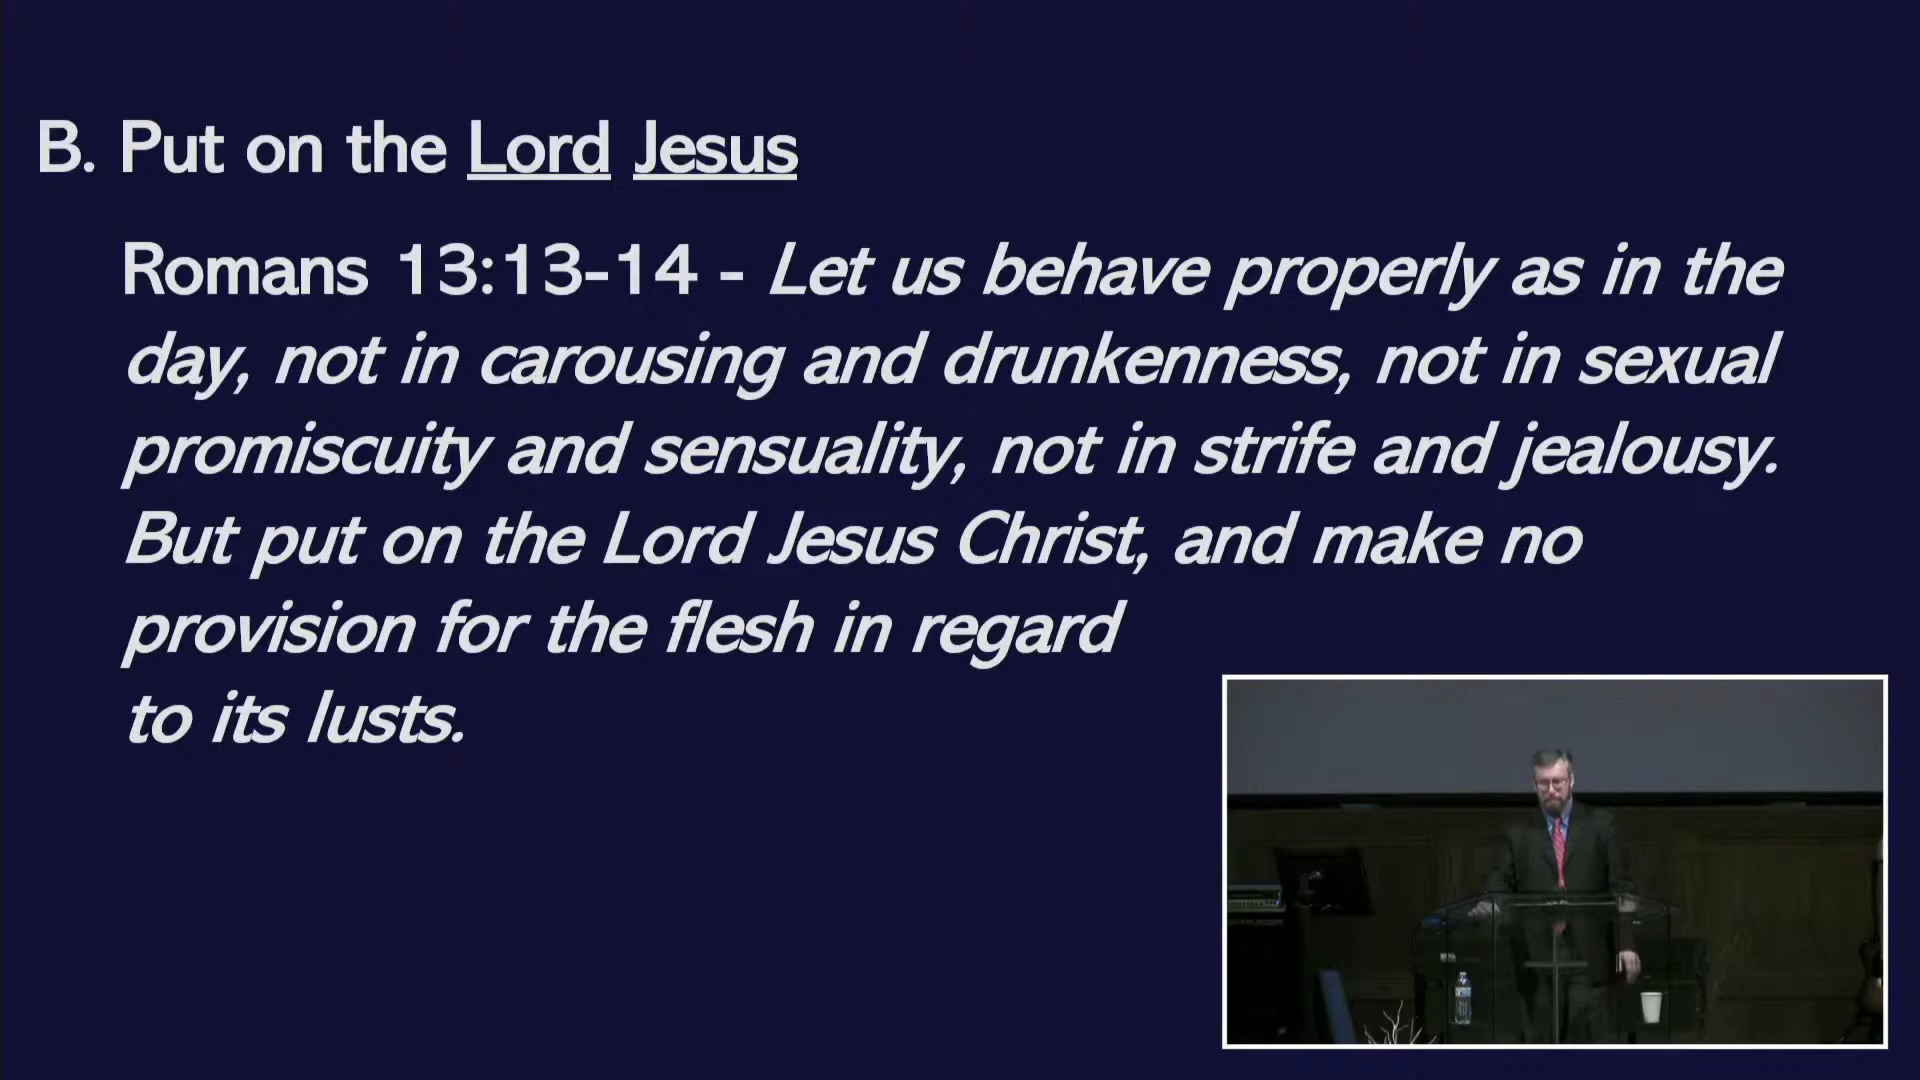 B. Put on the Lord Jesus
Romans 13:13-14 - Let us behave properly as in the
day, not in carousing and drunkenness, not in sexual
promiscuity and sensuality, not in strife and jealousy.
But put on the Lord Jesus Christ, and make no
provision for the flesh in regard
to its lusts.